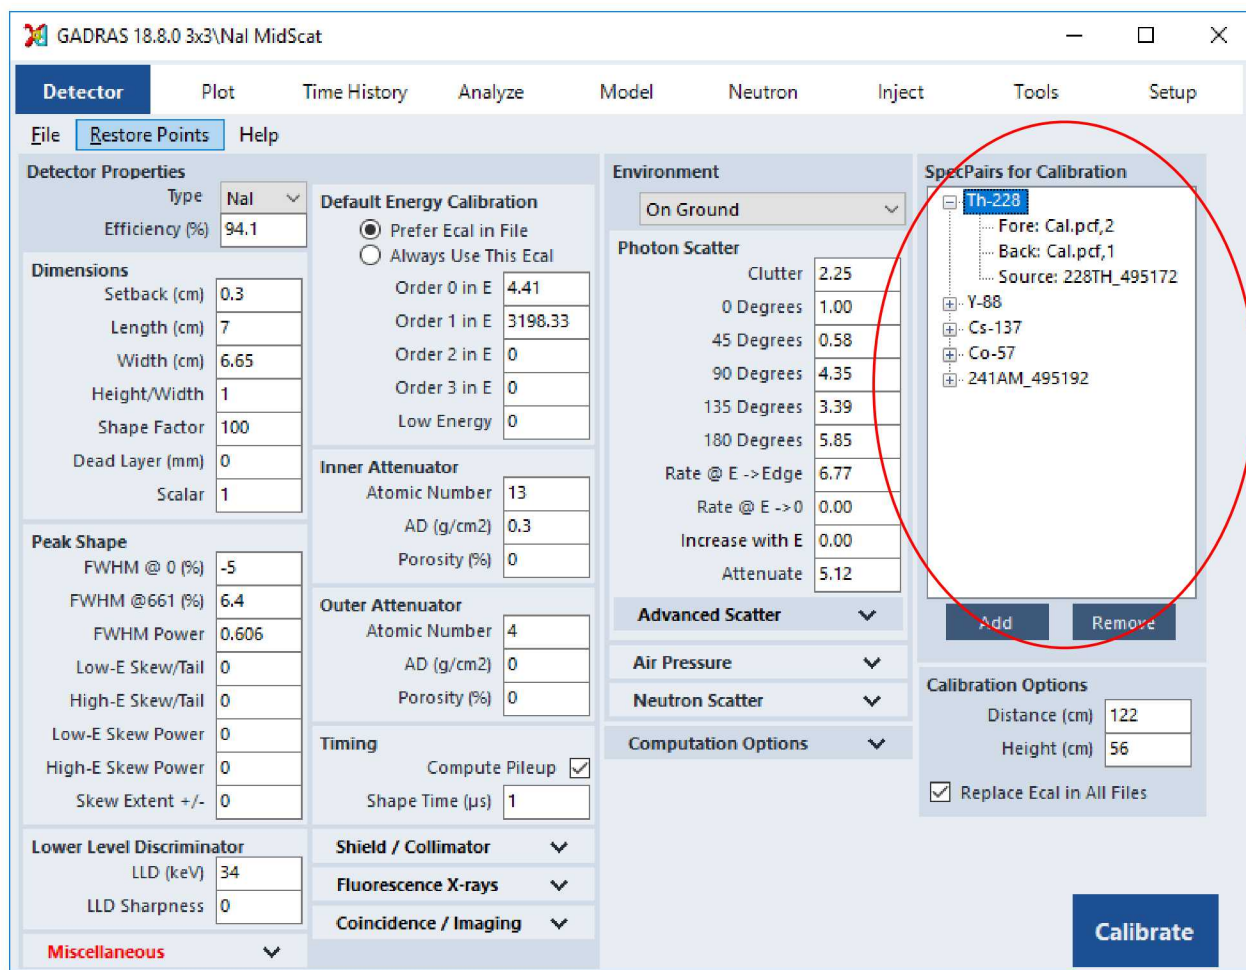 GADRAS 18.8.0 3x3\NaI MidScat
Detector Plot Time History Analyze Model Neutron Inject Tools Setup
File Restore Points Help
Detector Properties
Type NaI
Efficiency (%) 94.1
Dimensions
Setback (cm) 0.3
Length (cm) 7
Width (cm) 6.65
Height/Width 1
Shape Factor 100
Dead Layer (mm) 0
Scalar 1
Peak Shape
FWHM @ 0 (%) -5
FWHM @661 (%) 6.4
FWHM Power 0.606
Low-E Skew/Tail 0
High-E Skew/Tail 0
Low-E Skew Power 0
High-E Skew Power 0
Skew Extent +/- 0
Lower Level Discriminator
LLD (keV) 34
LLD Sharpness 0
Miscellaneous
Default Energy Calibration
Prefer Ecal in File
Always Use This Ecal
Order 0 in E 4.41
Order 1 in E 3198.33
Order 2 in E 0
Order 3 in E 0
Low Energy 0
Inner Attenuator
Atomic Number 13
AD (g/cm2) 0.3
Porosity (%) 0
Outer Attenuator
Atomic Number 4
AD (g/cm2) 0
Porosity (%) 0
Timing
Compute Pileup
Shape Time (µs) 1
Shield / Collimator
Fluorescence X-rays
Coincidence / Imaging
Environment
On Ground
Photon Scatter
Clutter 2.25
0 Degrees 1.00
45 Degrees 0.58
90 Degrees 4.35
135 Degrees 3.39
180 Degrees 5.85
Rate @ E ->Edge 6.77
Rate @ E ->0 0.00
Increase with E 0.00
Attenuate 5.12
Advanced Scatter
Air Pressure
Neutron Scatter
Computation Options
SpecPairs for Calibration
Th-228
Fore: Cal.pcf,2
Back: Cal.pcf,1
Source: 228TH_495172
Y-88
Cs-137
Co-57
241AM_495192
Add Remove
Calibration Options
Distance (cm) 122
Height (cm) 56
Replace Ecal in All Files
Calibrate